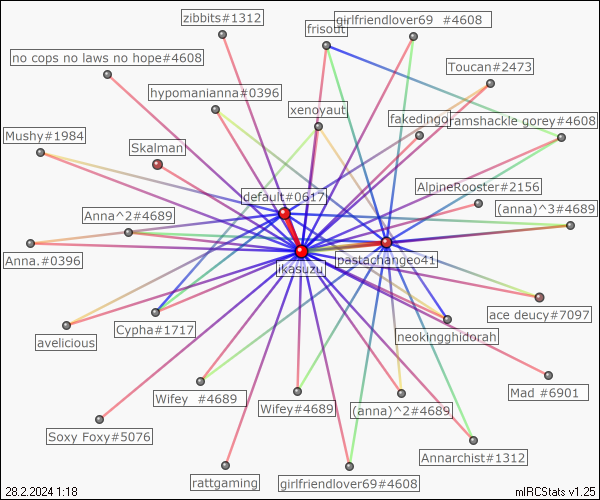 zibbits#1312
girlfriendlover69 #4608
frisout
no cops no laws no hope#4608
Toucan#2473
hypomanianna#0396
xenoyaut
fakedingo
ramshackle gorey#4608
Mushy#1984
Skalman
AlpineRooster#2156
default#0617
Anna^2#4689
(anna)^3#4689
Anna.#0396
pastachangeo41
ikasuzu
ace deucy#7097
avelicious
Cypha#1717
neokingghidorah
Mad #6901
Wifey #4689
Wifey#4689
(anna)^2#4689
Soxy Foxy#5076
Annarchist#1312
rattgaming
girlfriendlover69#4608
28.2.2024 1:18
mIRCStats v1.25